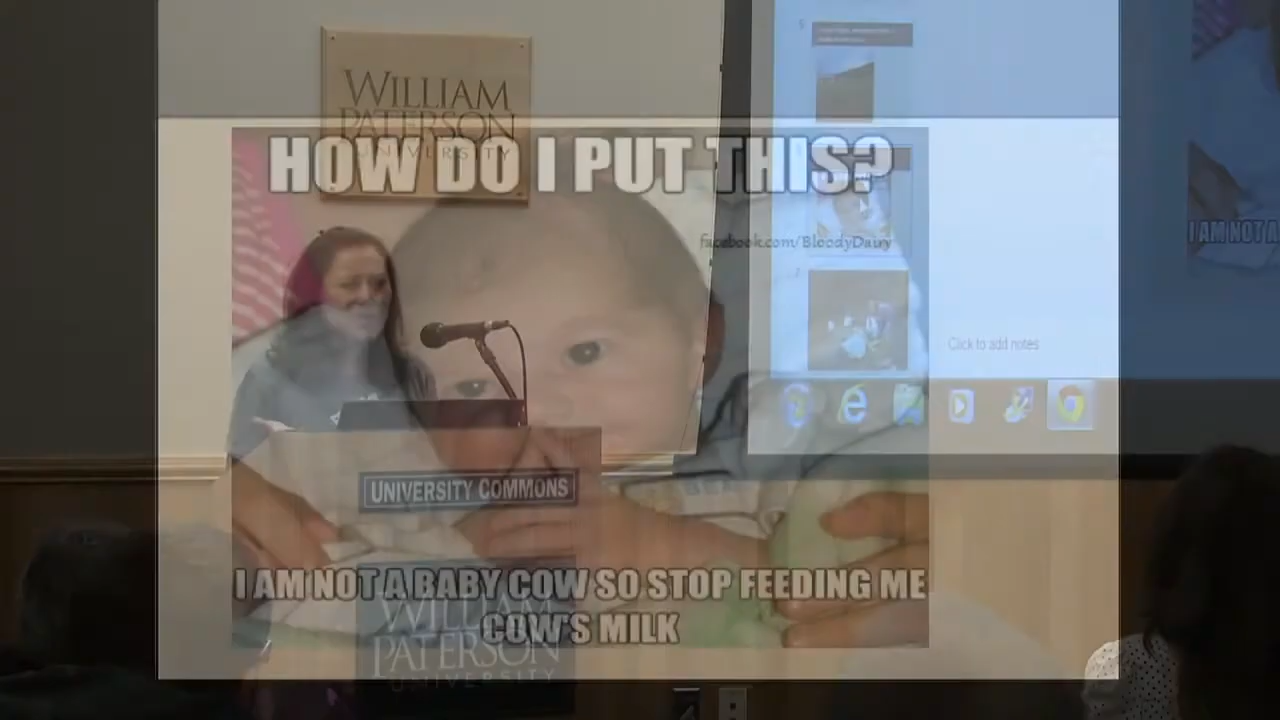 WILLIAM
PATERSON
UNIVERSITY
HOW DO I PUT THIS?
facebook.com/BloodyDairy
I AM NOT A
Click to add notes
UNIVERSITY COMMONS
I AM NOT A BABY COW SO STOP FEEDING ME
COW'S MILK
WILLIAM
PATERSON
UNIVERSITY